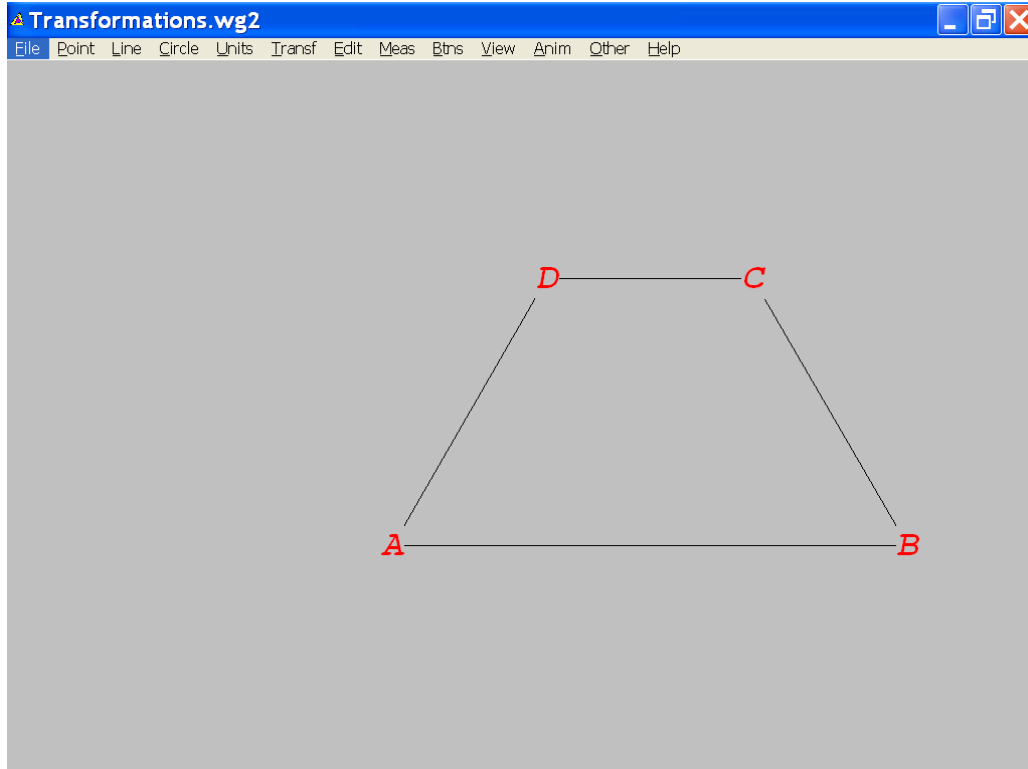 Transformations.wg2
File Point Line Circle Units Transf Edit Meas Btns View Anim Other Help
D C
A B